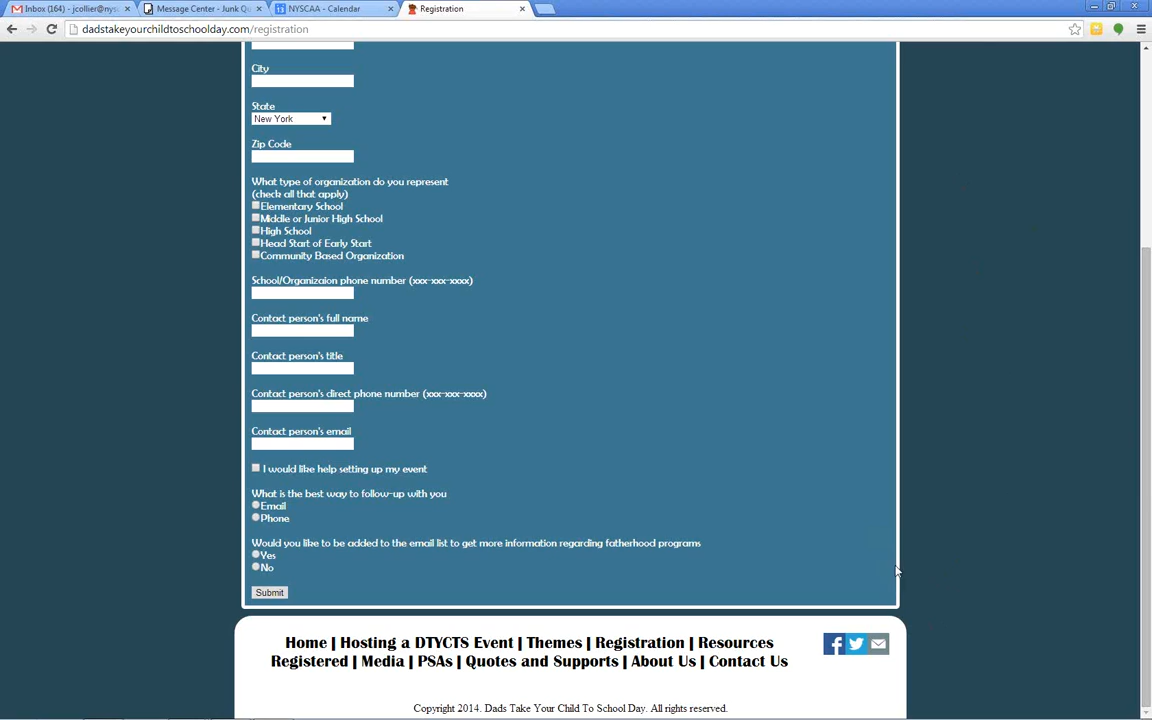 Inbox (164) - jcollier@nys
Message Center - Junk Q
NYSCAA - Calendar
Registration
dadstakeyourchildtoschoolday.com/registration
City
State
New York
Zip Code
What type of organization do you represent
(check all that apply)
Elementary School
Middle or Junior High School
High School
Head Start of Early Start
Community Based Organization
School/Organizaion phone number (xxx-xxx-xxxx)
Contact person's full name
Contact person's title
Contact person's direct phone number (xxx-xxx-xxxx)
Contact person's email
I would like help setting up my event
What is the best way to follow-up with you
Email
Phone
Would you like to be added to the email list to get more information regarding fatherhood programs
Yes
No
Submit
Home | Hosting a DTYCTS Event | Themes | Registration | Resources
Registered | Media | PSAs | Quotes and Supports | About Us | Contact Us
Copyright 2014. Dads Take Your Child To School Day. All rights reserved.